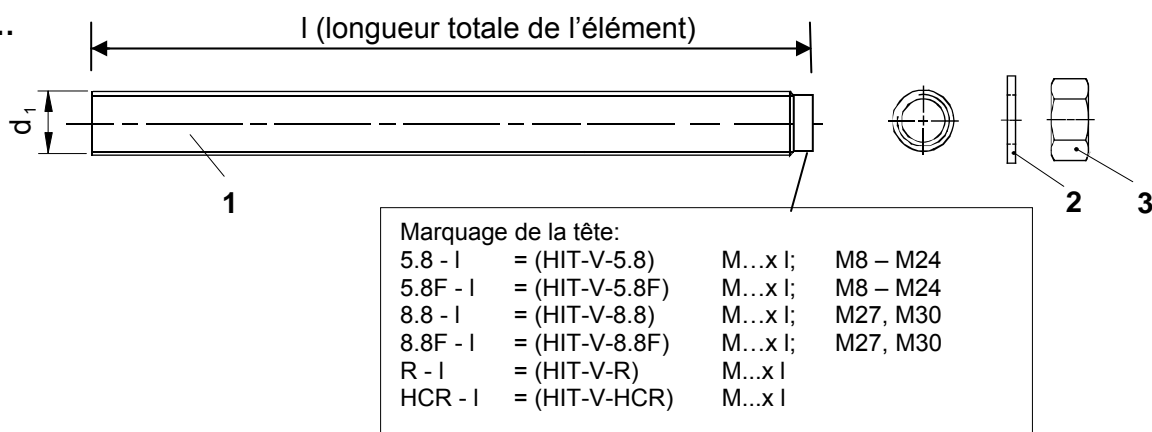 ..
l (longueur totale de l’élément)
d1
1
2
3
Marquage de la tête:
5.8 - l = (HIT-V-5.8) M…x l; M8 – M24
5.8F - l = (HIT-V-5.8F) M…x l; M8 – M24
8.8 - l = (HIT-V-8.8) M…x l; M27, M30
8.8F - l = (HIT-V-8.8F) M…x l; M27, M30
R - l = (HIT-V-R) M...x l
HCR - l = (HIT-V-HCR) M...x l